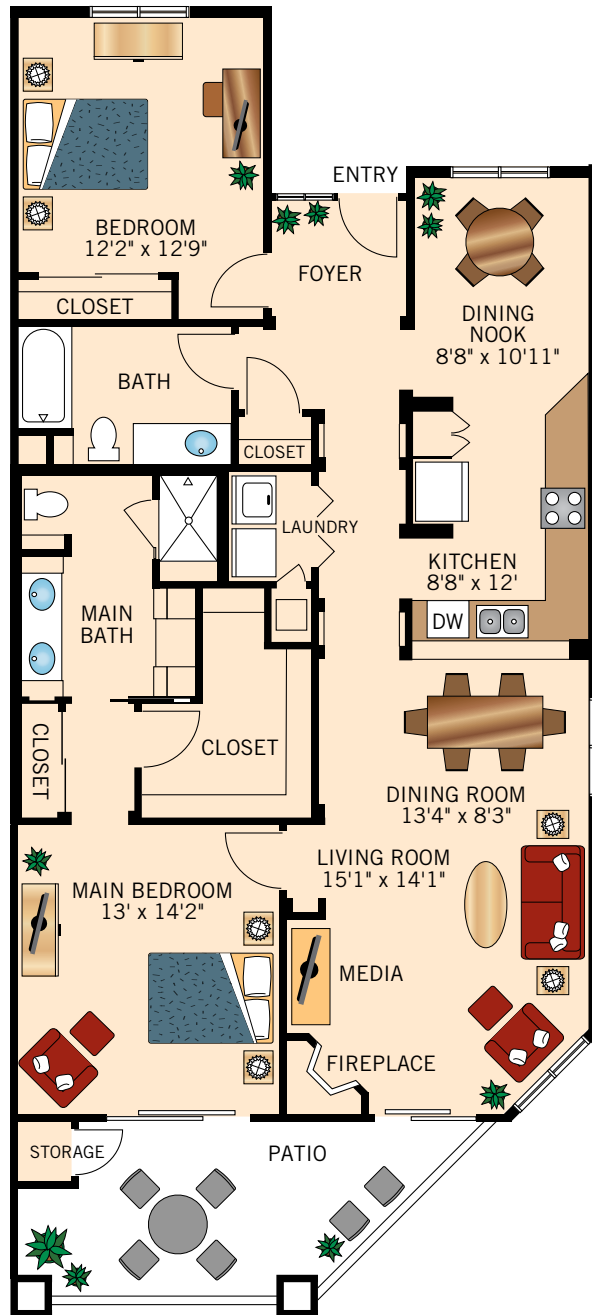 ENTRY
BEDROOM
12'2" x 12'9"
FOYER
CLOSET
DINING
NOOK
8'8" x 10'11"
BATH
CLOSET
LAUNDRY
KITCHEN
8'8" x 12'
DW
MAIN
BATH
CLOSET
CLOSET
DINING ROOM
13'4" x 8'3"
LIVING ROOM
15'1" x 14'1"
MAIN BEDROOM
13' x 14'2"
MEDIA
FIREPLACE
STORAGE
PATIO